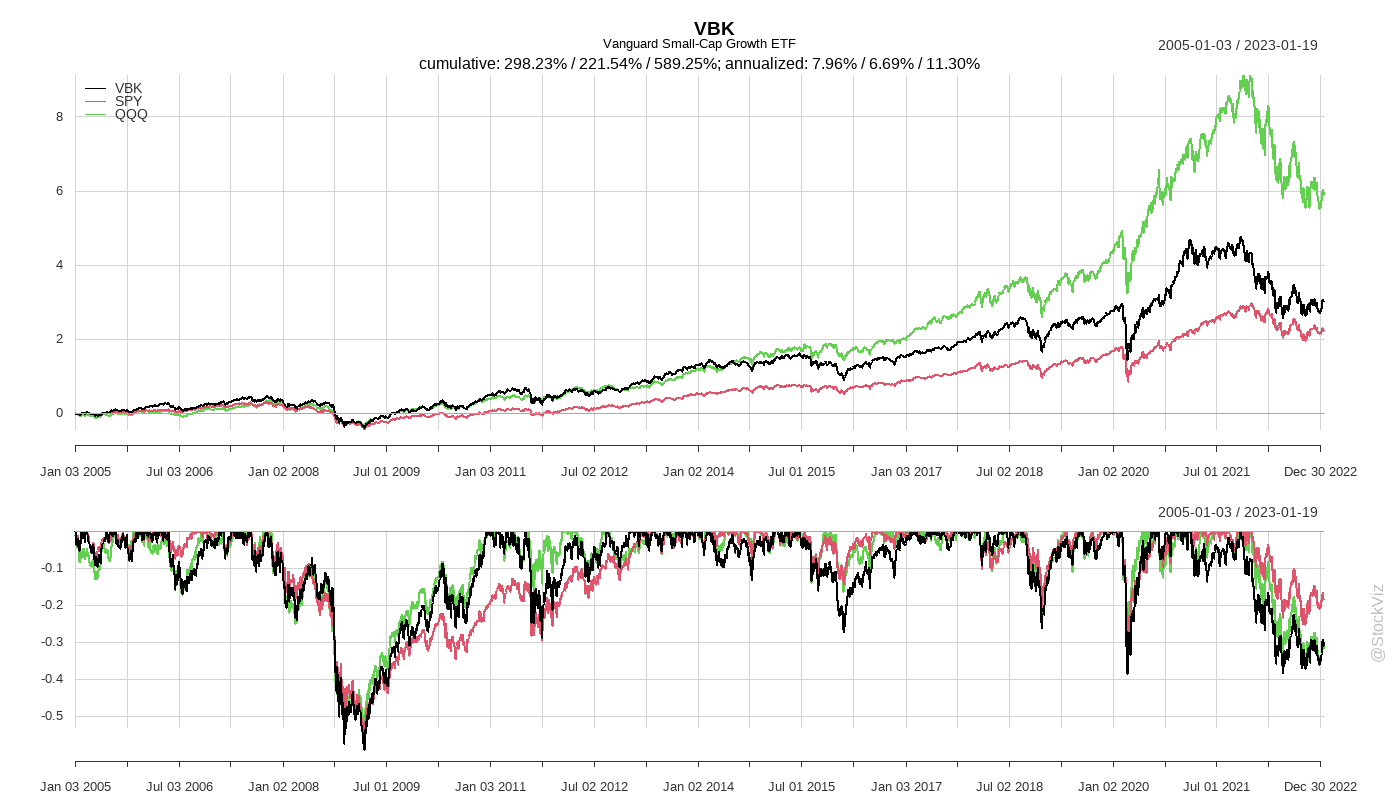 VBK
Vanguard Small-Cap Growth ETF
2005-01-03 / 2023-01-19
cumulative: 298.23% / 221.54% / 589.25%; annualized: 7.96% / 6.69% / 11.30%
VBK
SPY
QQQ
8
6
4
2
0
Jan 03 2005 Jul 03 2006 Jan 02 2008 Jul 01 2009 Jan 03 2011 Jul 02 2012 Jan 02 2014 Jul 01 2015 Jan 03 2017 Jul 02 2018 Jan 02 2020 Jul 01 2021 Dec 30 2022
2005-01-03 / 2023-01-19
-0.1
-0.2
-0.3
-0.4
-0.5
Jan 03 2005 Jul 03 2006 Jan 02 2008 Jul 01 2009 Jan 03 2011 Jul 02 2012 Jan 02 2014 Jul 01 2015 Jan 03 2017 Jul 02 2018 Jan 02 2020 Jul 01 2021 Dec 30 2022
@StockViz